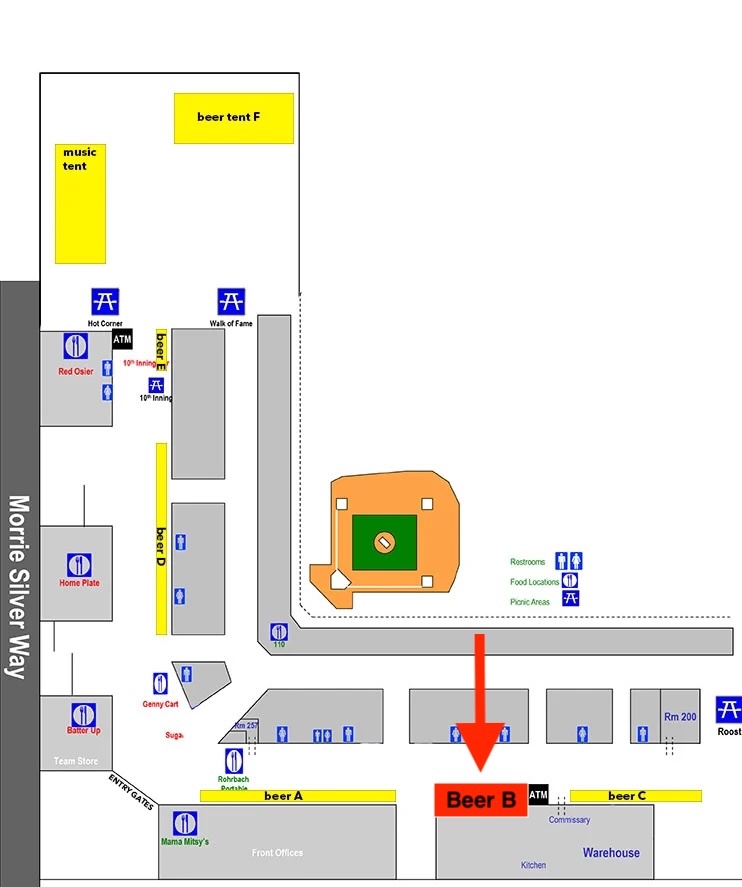 beer tent F
music
tent
Hot Corner
Walk of Fame
ATM
beer E
Red Osier
10th Inning
10th Inning
Morrie Silver Way
beer D
Home Plate
Restrooms
Food Locations
Picnic Areas
110
Genny Cart
Batter Up
Rm 257
Rm 200
Roost
Team Store
Rohrbach
Portable
ENTRY GATES
beer A
Beer B
ATM
beer C
Commissary
Mama Mitsy's
Front Offices
Warehouse
Kitchen